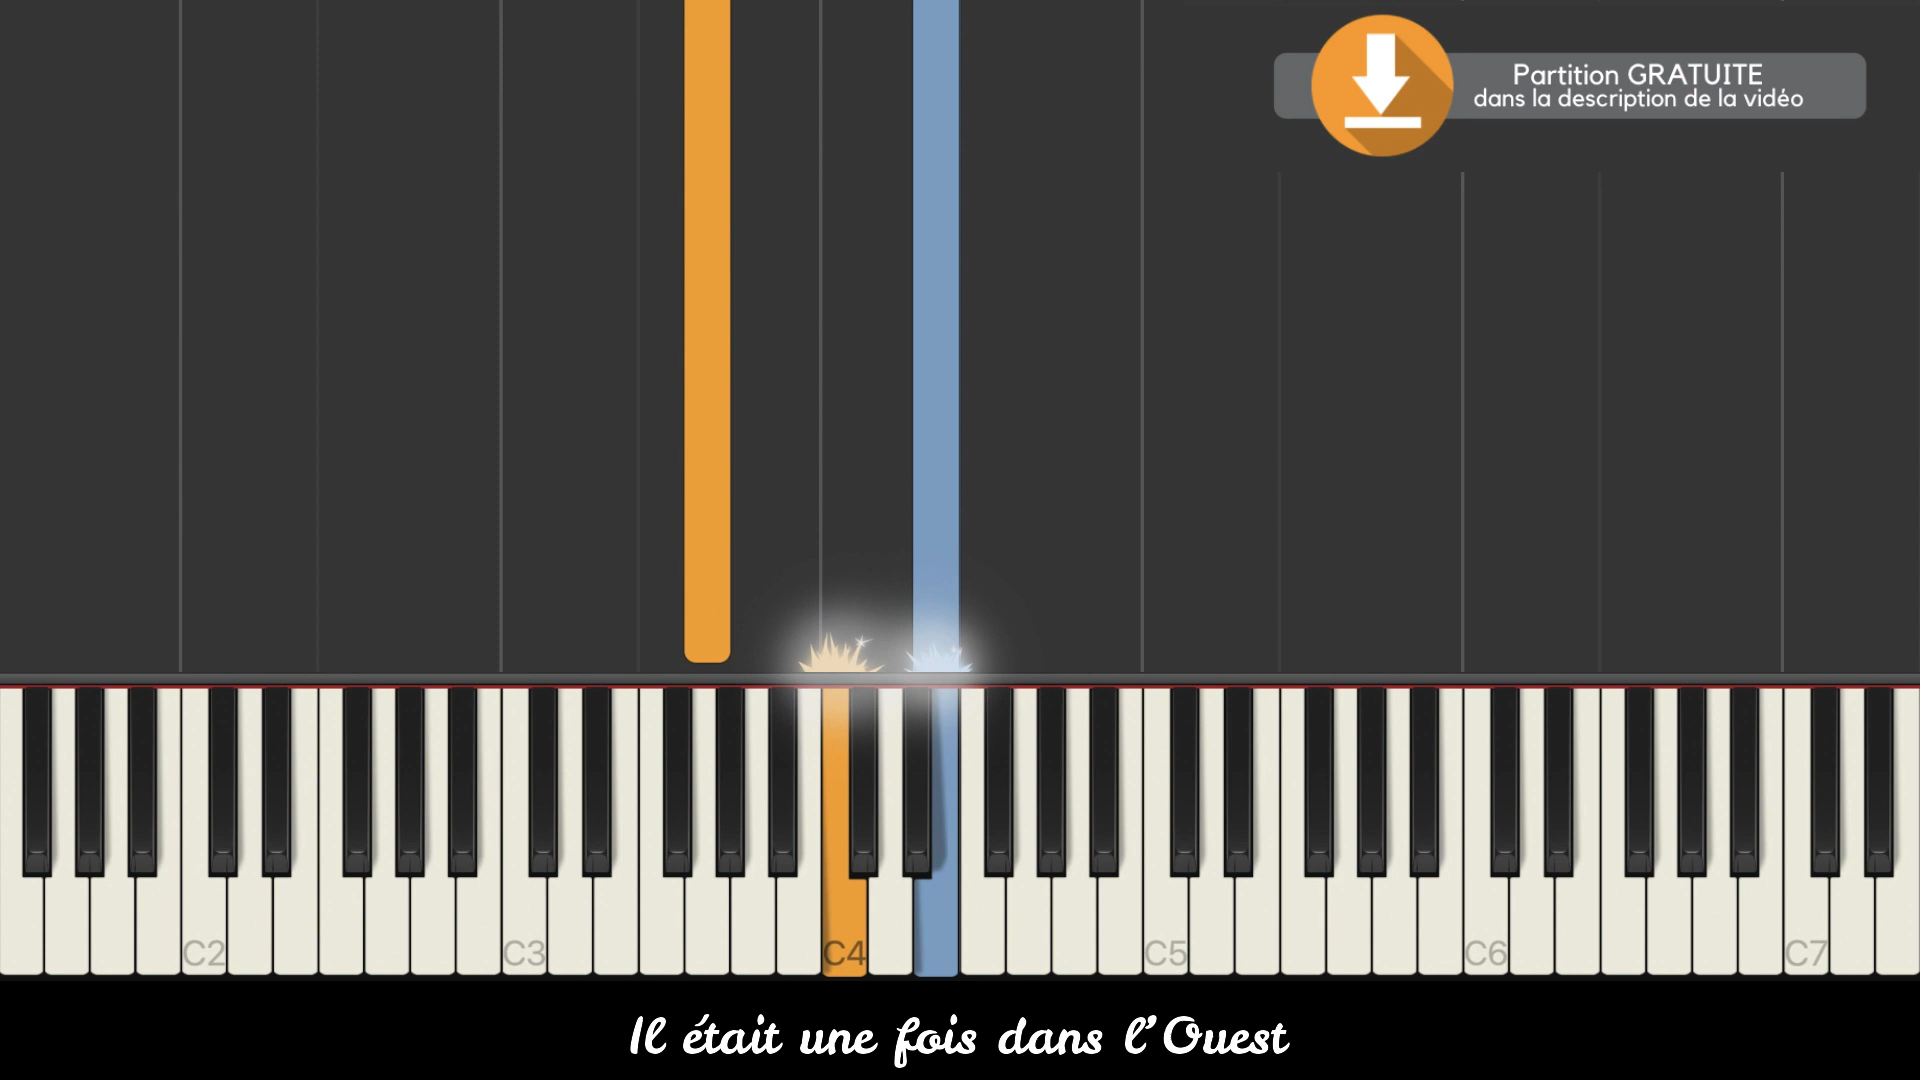 Partition GRATUITE
dans la description de la vidéo
C2 C3 C4 C5 C6 C7
Il était une fois dans l'Ouest